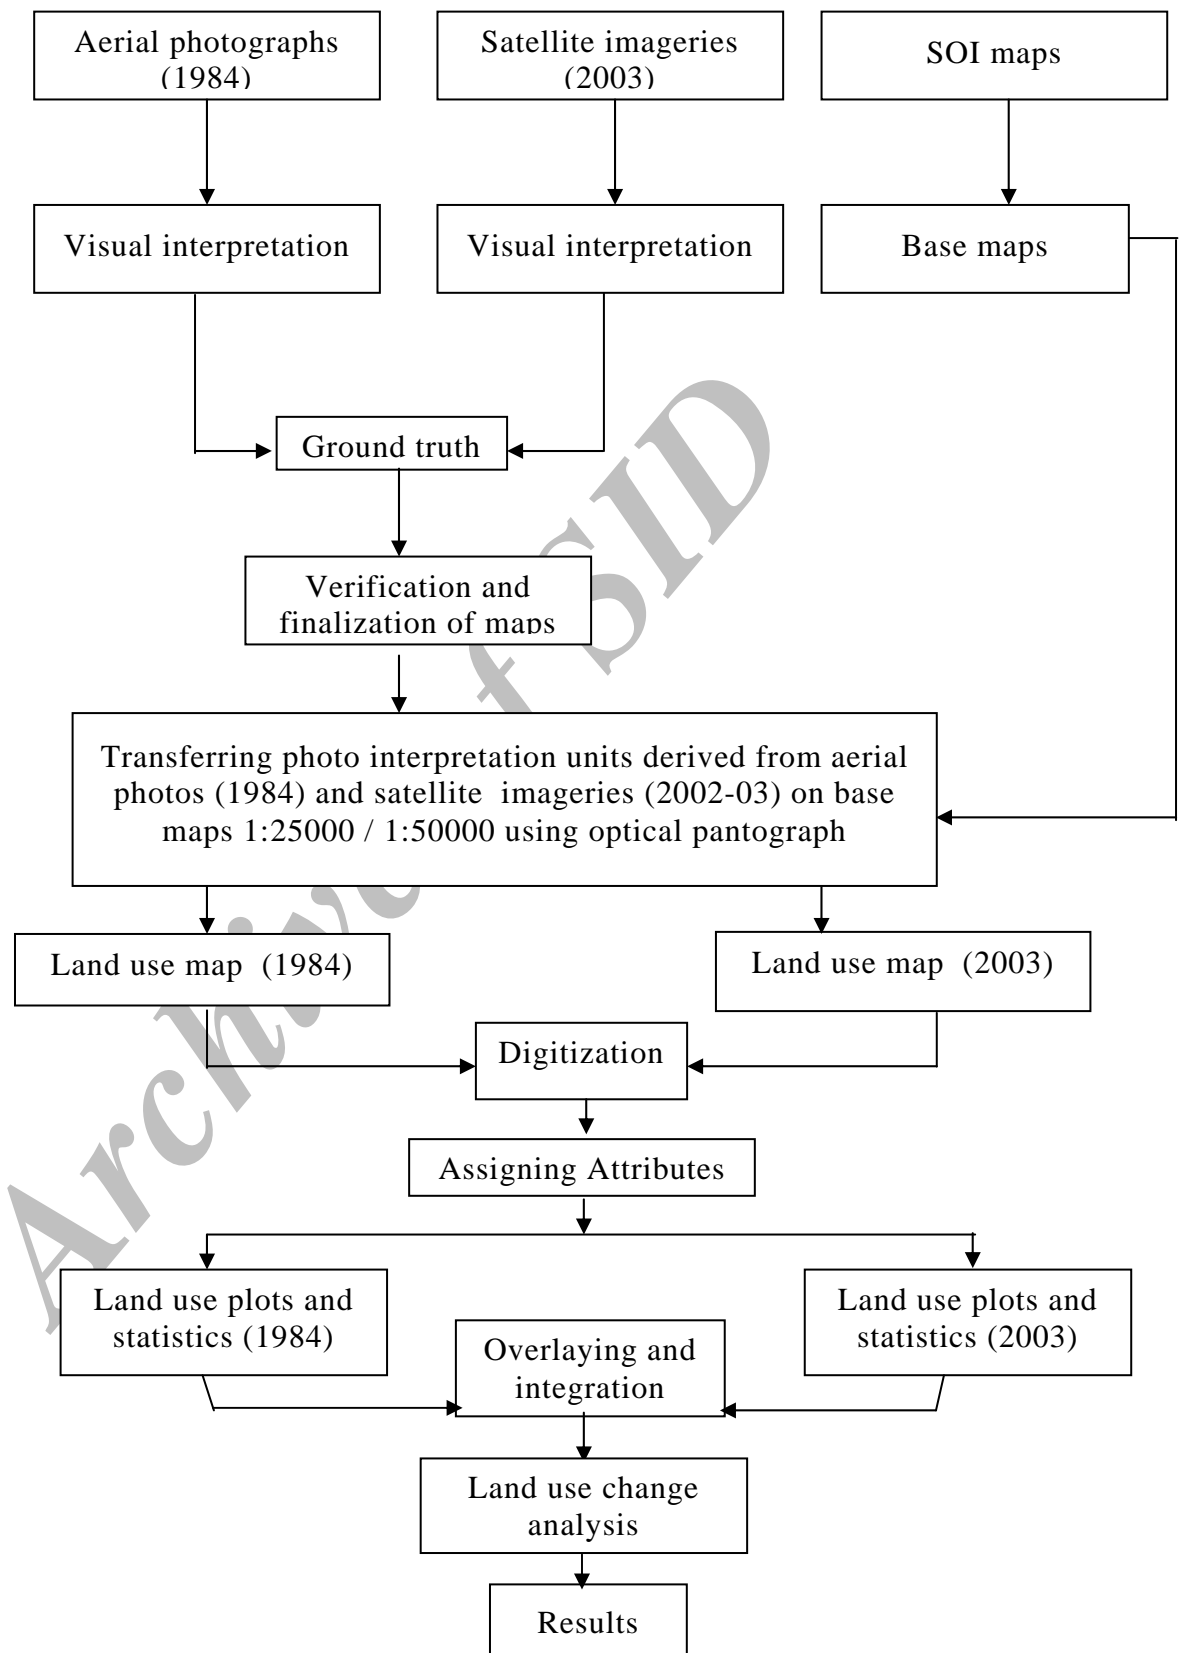 Aerial photographs
(1984)
Satellite imageries
(2003)
SOI maps
Visual interpretation
Visual interpretation
Base maps
Ground truth
Verification and
finalization of maps
Transferring photo interpretation units derived from aerial
photos (1984) and satellite imageries (2002-03) on base
maps 1:25000 / 1:50000 using optical pantograph
Land use map (1984)
Land use map (2003)
Digitization
Assigning Attributes
Land use plots and
statistics (1984)
Land use plots and
statistics (2003)
Overlaying and
integration
Land use change
analysis
Results
Archive of SID